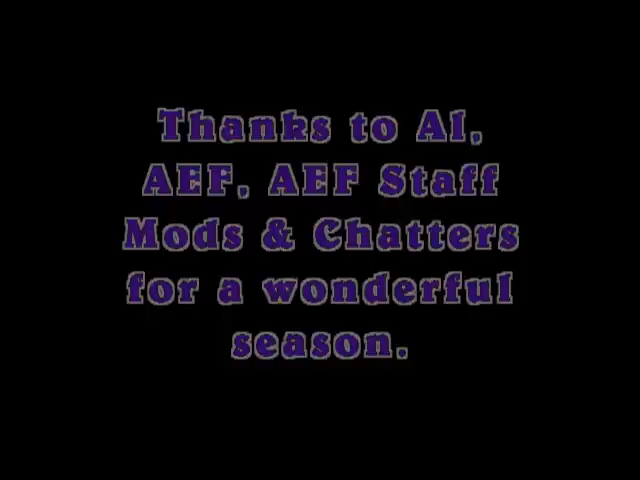 Thanks to Al,
AEF, AEF Staff
Mods & Chatters
for a wonderful
season.